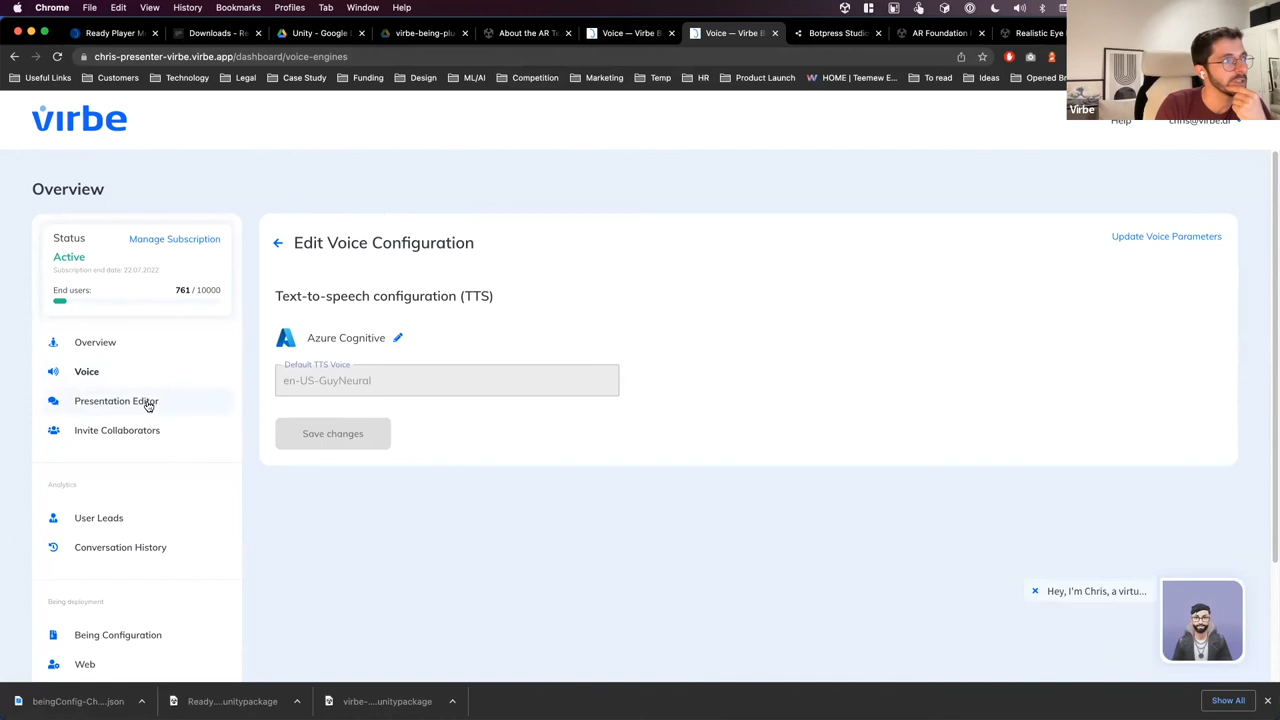 Chrome File Edit View History Bookmarks Profiles Tab Window Help
Ready Player M
Downloads - Re
Unity - Google
virbe-being-plu
About the AR Te
Voice — Virbe B
Voice — Virbe B
Botpress Studio
AR Foundation
Realistic Eye
chris-presenter-virbe.virbe.app/dashboard/voice-engines
Useful Links Customers Technology Legal Case Study Funding Design ML/AI Competition Marketing Temp HR Product Launch HOME | Teemew E... To read Ideas Opened Br
Virbe
virbe
Help
chris@virbe.ai
Overview
Status
Manage Subscription
Active
Subscription end date: 22.07.2022
End users: 761 / 10000
Overview
Voice
Presentation Editor
Invite Collaborators
Analytics
User Leads
Conversation History
Being deployment
Being Configuration
Web
Edit Voice Configuration
Update Voice Parameters
Text-to-speech configuration (TTS)
Azure Cognitive
Default TTS Voice
en-US-GuyNeural
Save changes
Hey, I'm Chris, a virtu...
beingConfig-Ch....json
Ready....unitypackage
virbe-....unitypackage
Show All